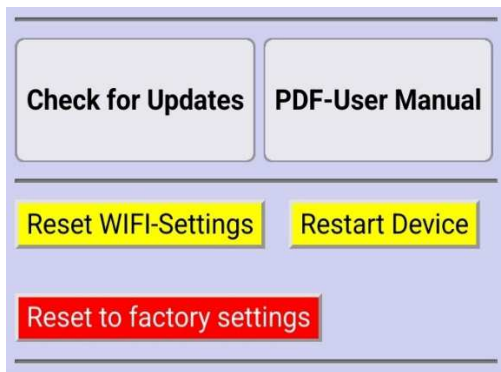 Check for Updates
PDF-User Manual
Reset WIFI-Settings
Restart Device
Reset to factory settings